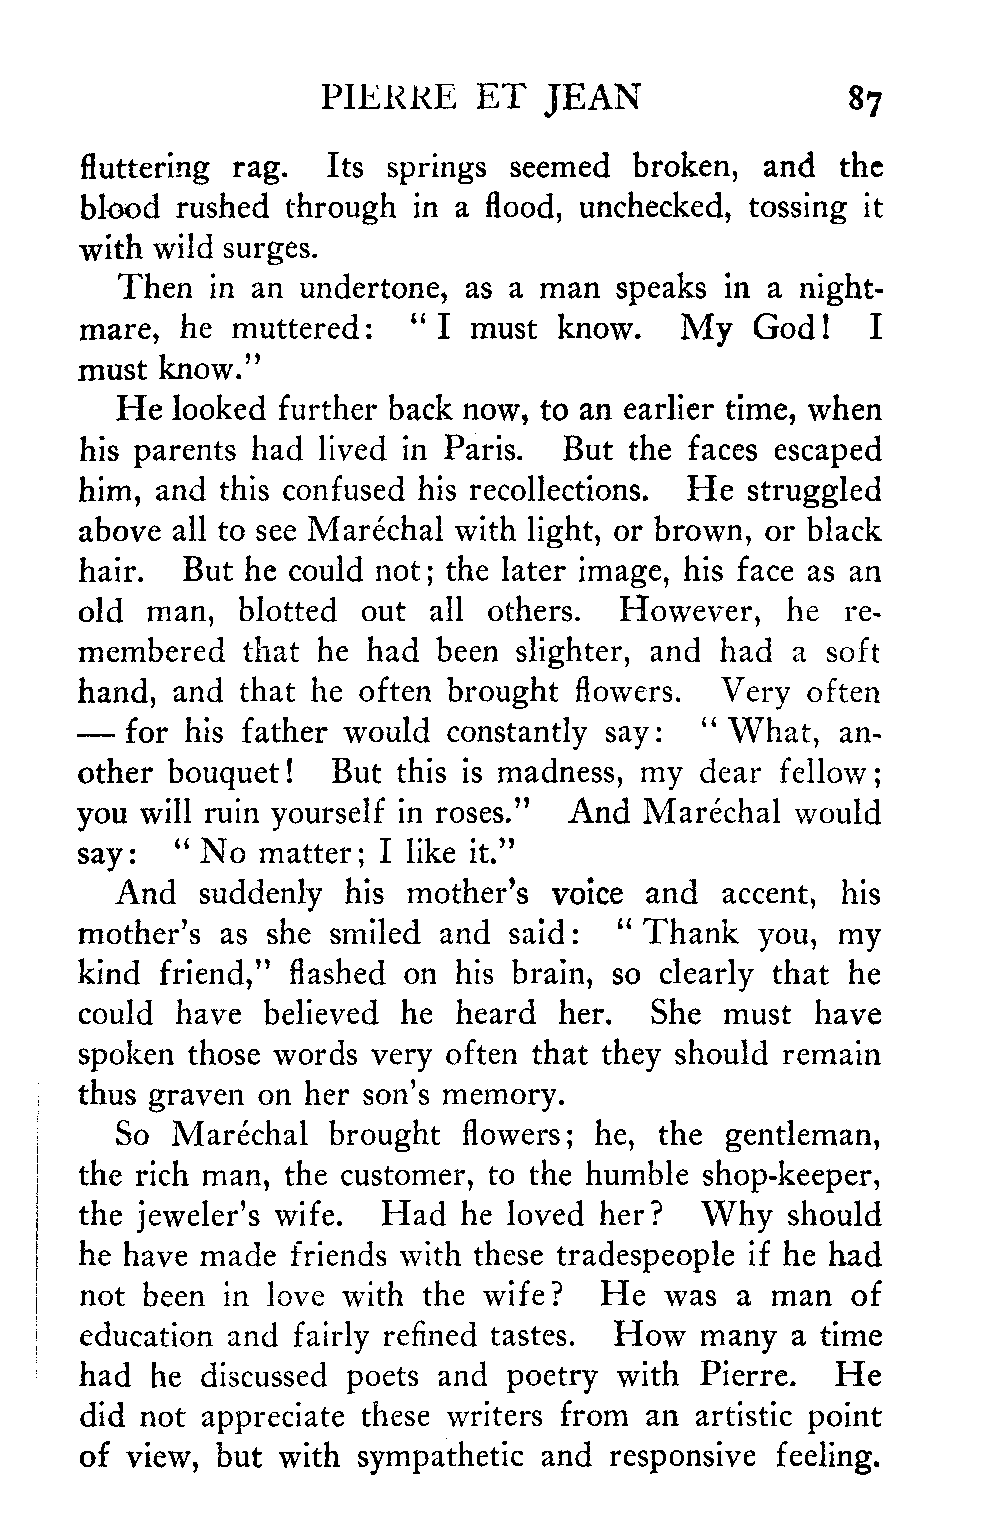 PIERRE ET JEAN 87
fluttering rag. Its springs seemed broken, and the
blood rushed through in a flood, unchecked, tossing it
with wild surges.
Then in an undertone, as a man speaks in a night-
mare, he muttered: “ I must know. My God! I
must know.”
He looked further back now, to an earlier time, when
his parents had lived in Paris. But the faces escaped
him, and this confused his recollections. He struggled
above all to see Maréchal with light, or brown, or black
hair. But he could not; the later image, his face as an
old man, blotted out all others. However, he re-
membered that he had been slighter, and had a soft
hand, and that he often brought flowers. Very often
— for his father would constantly say: “ What, an-
other bouquet! But this is madness, my dear fellow;
you will ruin yourself in roses.” And Maréchal would
say: “ No matter; I like it.”
And suddenly his mother’s voice and accent, his
mother’s as she smiled and said: “ Thank you, my
kind friend,” flashed on his brain, so clearly that he
could have believed he heard her. She must have
spoken those words very often that they should remain
thus graven on her son’s memory.
So Maréchal brought flowers; he, the gentleman,
the rich man, the customer, to the humble shop-keeper,
the jeweler’s wife. Had he loved her? Why should
he have made friends with these tradespeople if he had
not been in love with the wife? He was a man of
education and fairly refined tastes. How many a time
had he discussed poets and poetry with Pierre. He
did not appreciate these writers from an artistic point
of view, but with sympathetic and responsive feeling.